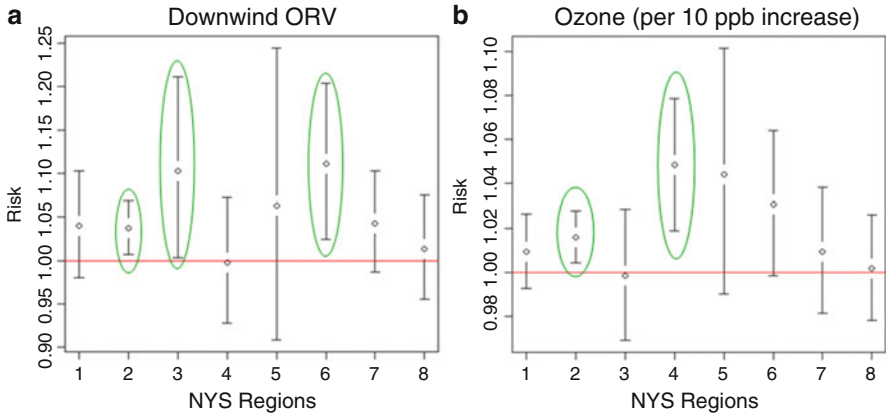 a Downwind ORV
Risk
1.25
1.20
1.15
1.10
1.05
1.00
0.95
0.90
1 2 3 4 5 6 7 8
NYS Regions
b Ozone (per 10 ppb increase)
Risk
1.10
1.08
1.06
1.04
1.02
1.00
0.98
1 2 3 4 5 6 7 8
NYS Regions